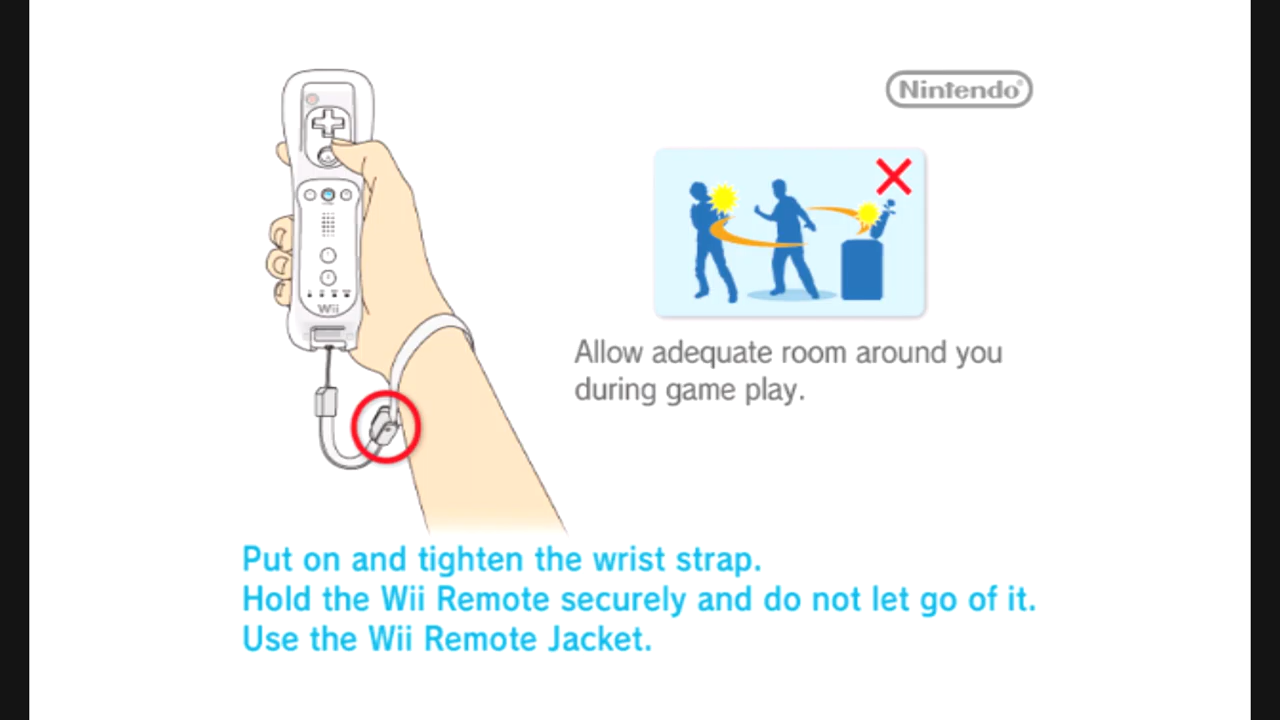 Nintendo®
Wii
Allow adequate room around you
during game play.
Put on and tighten the wrist strap.
Hold the Wii Remote securely and do not let go of it.
Use the Wii Remote Jacket.